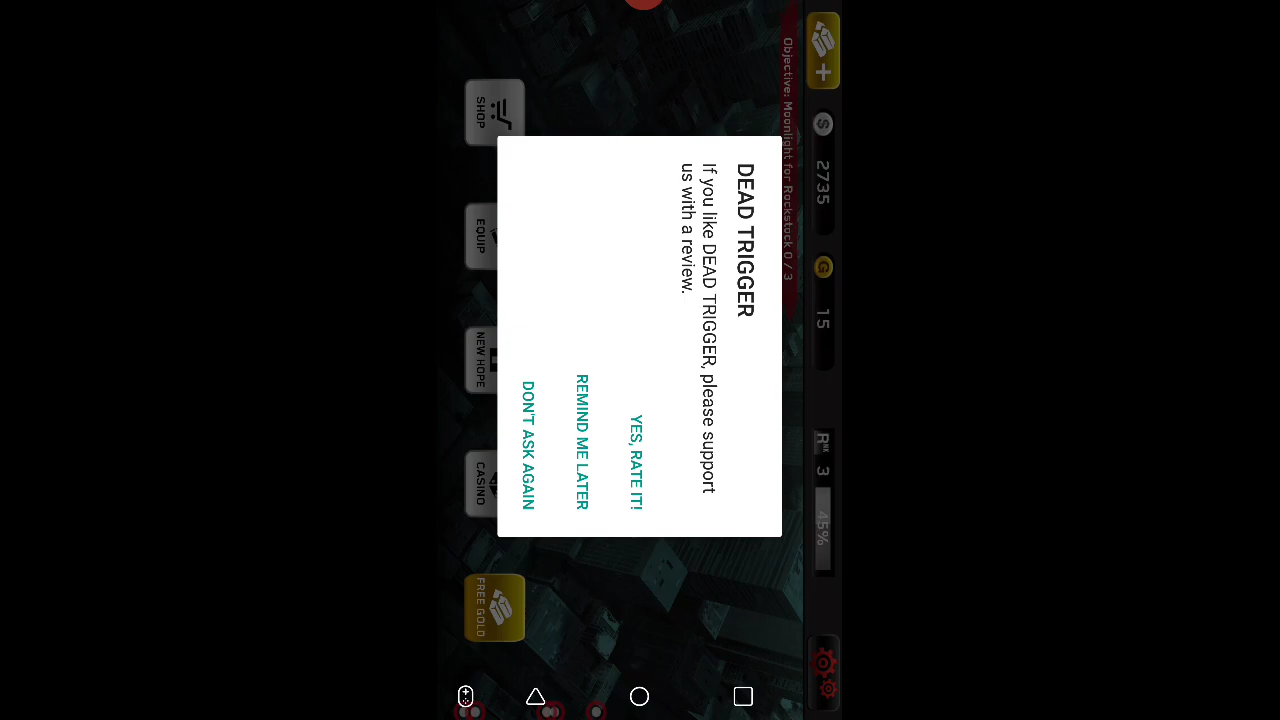 2735
15
RNK 3
45%
Objective: Moonlight for Rockstock 0 / 3
DEAD TRIGGER
If you like DEAD TRIGGER, please support
us with a review.
YES, RATE IT!
REMIND ME LATER
DON'T ASK AGAIN
SHOP
EQUIP
NEW HOPE
CASINO
FREE GOLD